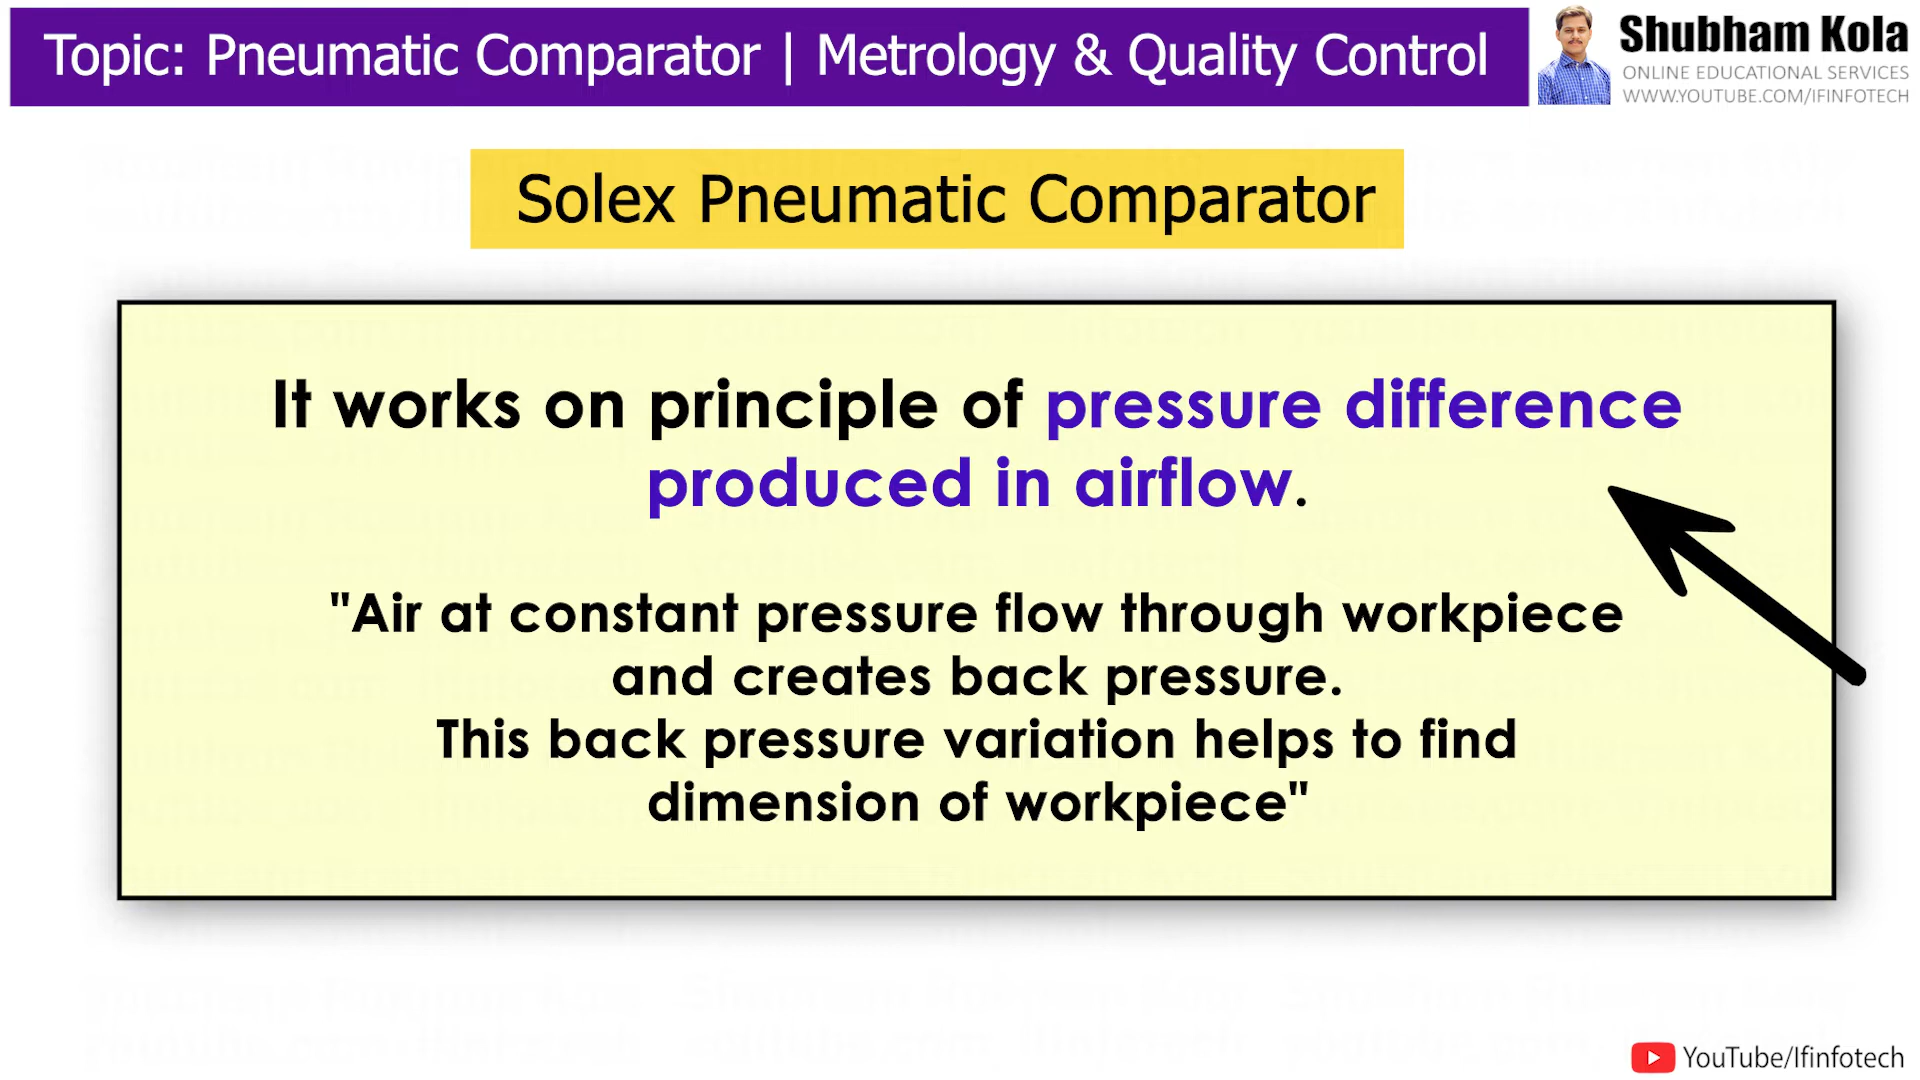 Topic: Pneumatic Comparator | Metrology & Quality Control
Shubham Kola
ONLINE EDUCATIONAL SERVICES
WWW.YOUTUBE.COM/IFINFOTECH
Solex Pneumatic Comparator
It works on principle of pressure difference
produced in airflow.
"Air at constant pressure flow through workpiece
and creates back pressure.
This back pressure variation helps to find
dimension of workpiece"
YouTube/Ifinfotech